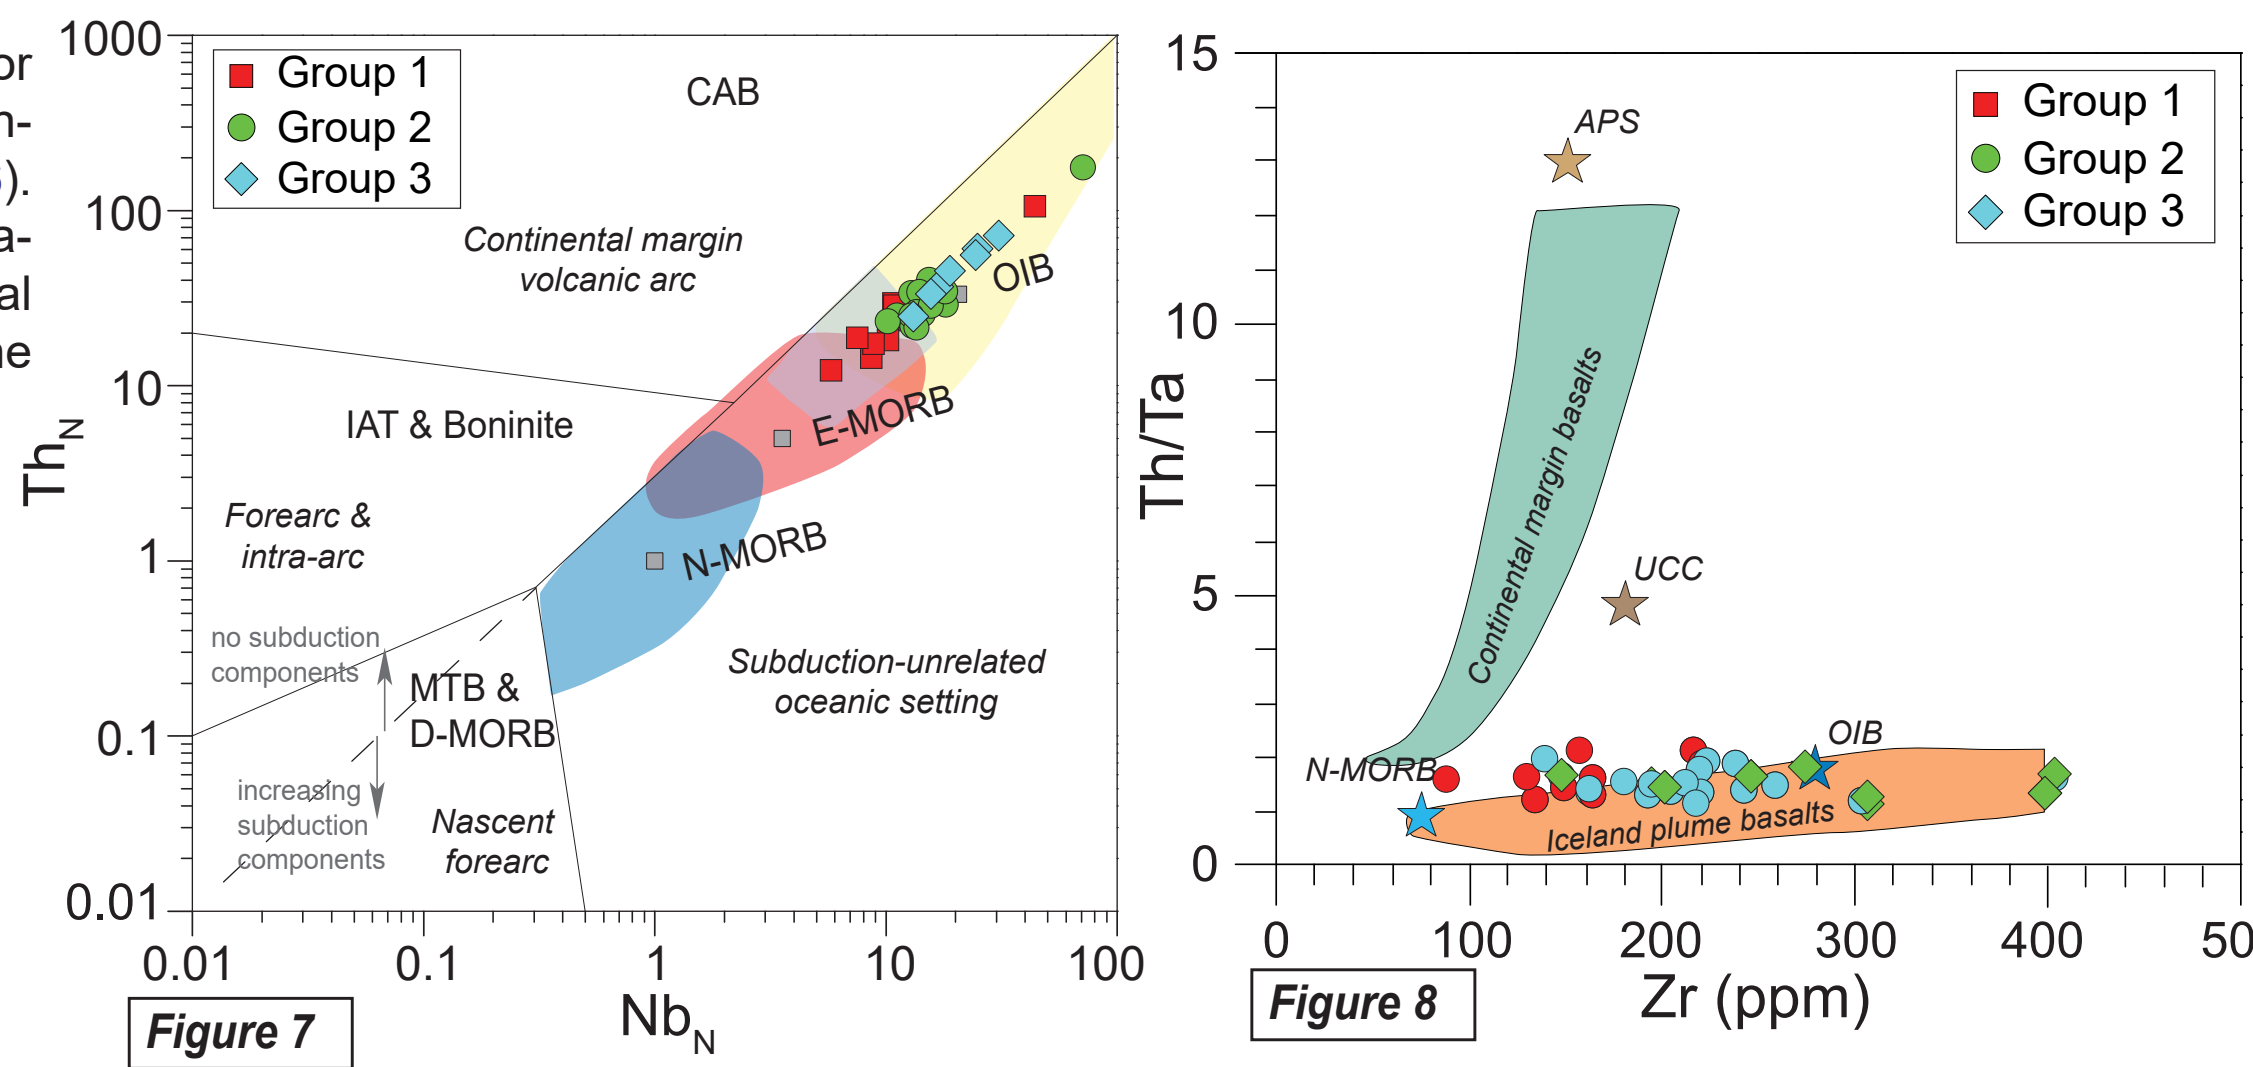 or
n-
).
a-
al
ne
1000
100
10
1
0.1
0.01
Th_N
Group 1
Group 2
Group 3
CAB
Continental margin
volcanic arc
OIB
IAT & Boninite
E-MORB
Forearc &
intra-arc
N-MORB
no subduction
components
MTB &
D-MORB
Subduction-unrelated
oceanic setting
increasing
subduction
components
Nascent
forearc
0.01
0.1
1
10
100
Nb_N
Figure 7
15
10
5
0
Th/Ta
APS
Group 1
Group 2
Group 3
Continental margin basalts
UCC
N-MORB
OIB
Iceland plume basalts
0
100
200
300
400
50
Zr (ppm)
Figure 8